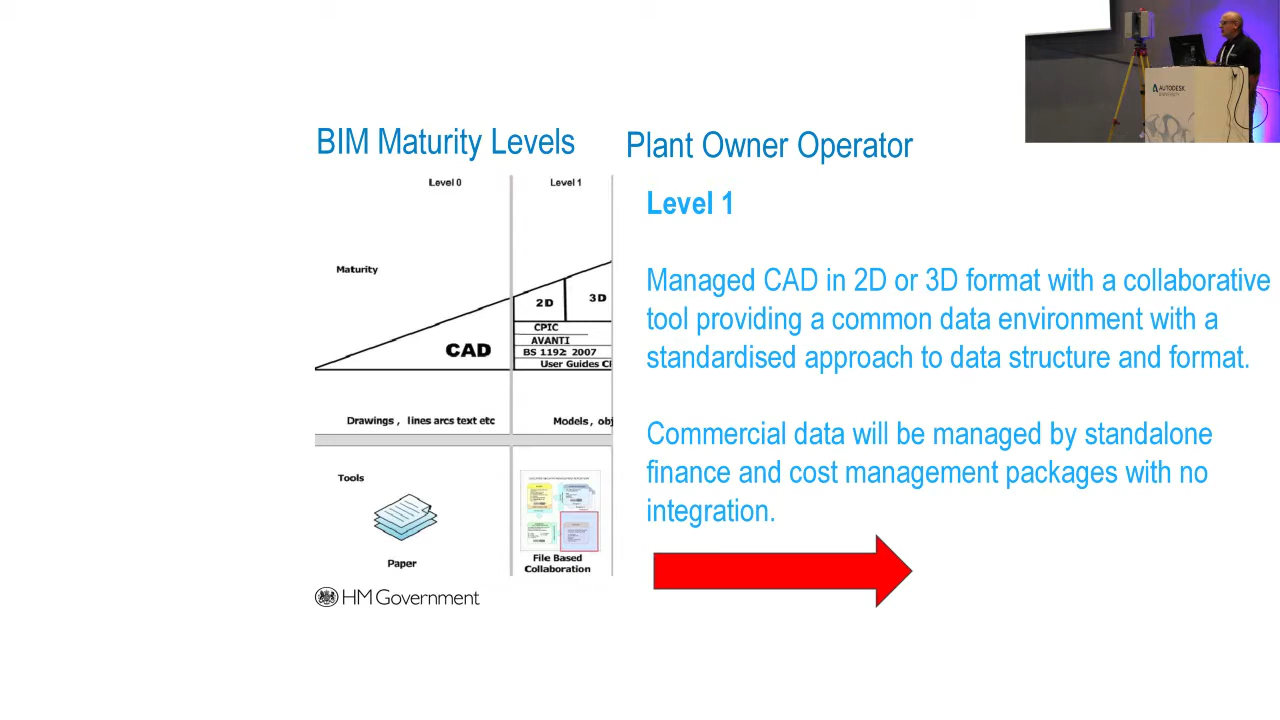 BIM Maturity Levels
Plant Owner Operator
Level 0
Level 1
Maturity
2D
3D
CAD
CPIC
AVANTI
BS 1192: 2007
User Guides
Drawings, lines arcs text etc
Models, obj
Tools
Paper
File Based
Collaboration
HM Government
Level 1
Managed CAD in 2D or 3D format with a collaborative
tool providing a common data environment with a
standardised approach to data structure and format.
Commercial data will be managed by standalone
finance and cost management packages with no
integration.
AUTODESK